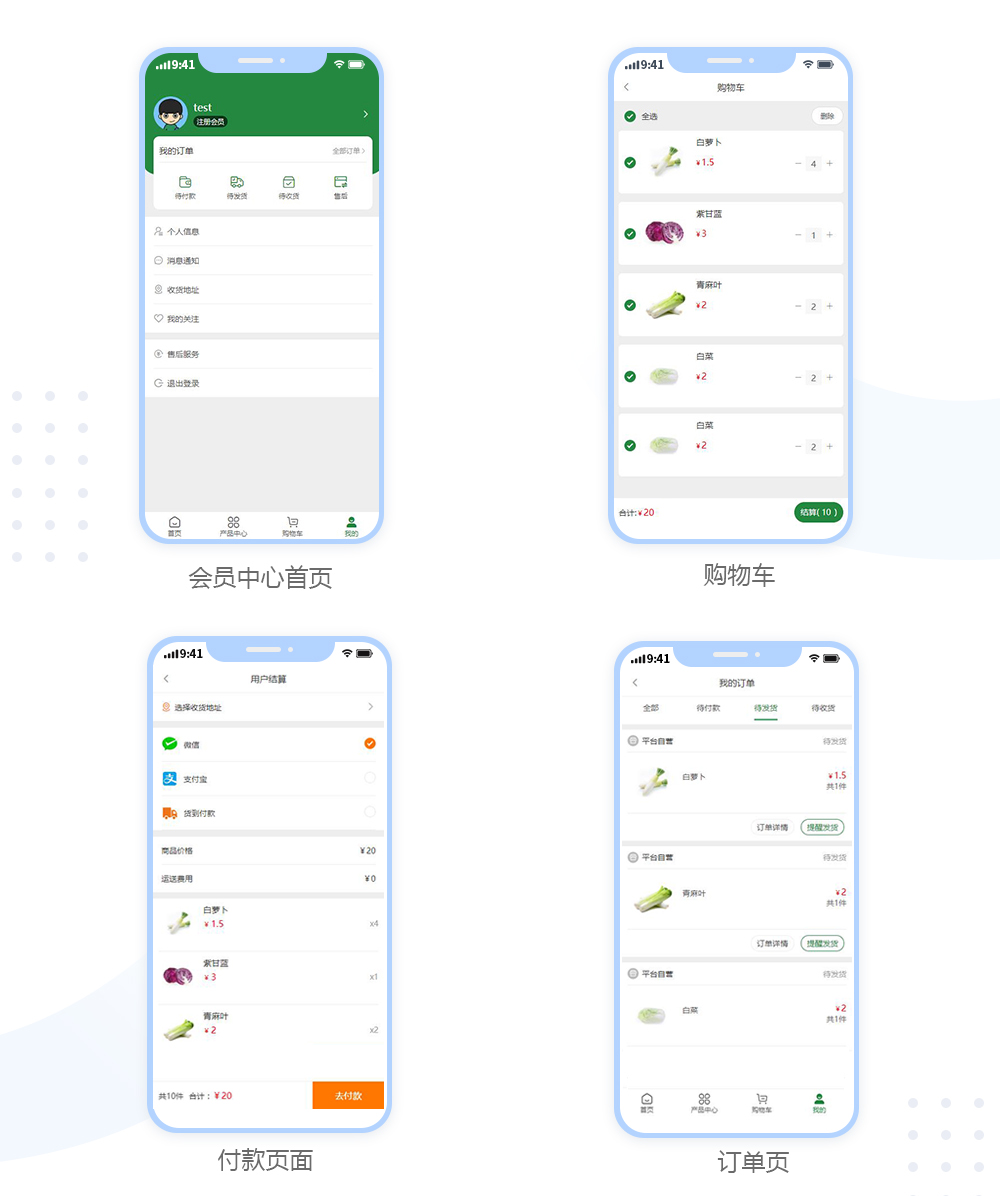 9:41
test
注册会员
我的订单
全部订单 >
待付款
待发货
待收货
售后
个人信息
消息通知
收货地址
我的关注
售后服务
退出登录
首页
产品中心
购物车
我的
会员中心首页
9:41
购物车
全选
删除
白萝卜
¥1.5
− 4 +
紫甘蓝
¥3
− 1 +
青麻叶
¥2
− 2 +
白菜
¥2
− 2 +
白菜
¥2
− 2 +
合计:¥20
结算( 10 )
购物车
9:41
用户结算
选择收货地址
微信
支付宝
货到付款
商品价格 ¥20
运送费用 ¥0
白萝卜
¥1.5
x4
紫甘蓝
¥3
x1
青麻叶
¥2
x2
共10件 合计：¥20
去付款
付款页面
9:41
我的订单
全部
待付款
待发货
待收货
平台自营
待发货
白萝卜
¥1.5
共1件
订单详情
提醒发货
平台自营
待发货
青麻叶
¥2
共1件
订单详情
提醒发货
平台自营
待发货
白菜
¥2
共1件
首页
产品中心
购物车
我的
订单页